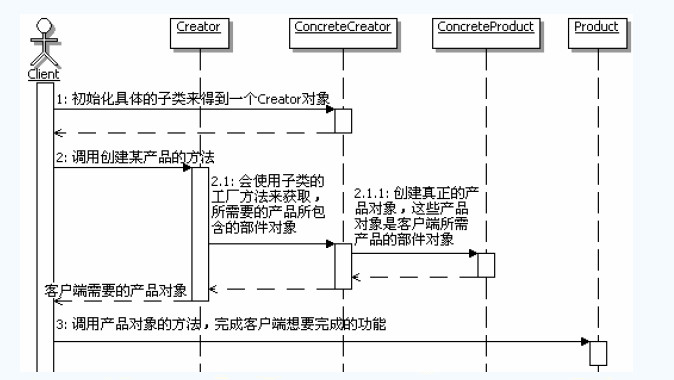 Creator
ConcreteCreator
ConcreteProduct
Product
Client
1: 初始化具体的子类来得到一个Creator对象
2: 调用创建某产品的方法
2.1: 会使用子类的
工厂方法来获取，
所需要的产品所包
含的部件对象
2.1.1: 创建真正的产
品对象，这些产品
对象是客户端所需
产品的部件对象
客户端需要的产品对象
3: 调用产品对象的方法，完成客户端想要完成的功能